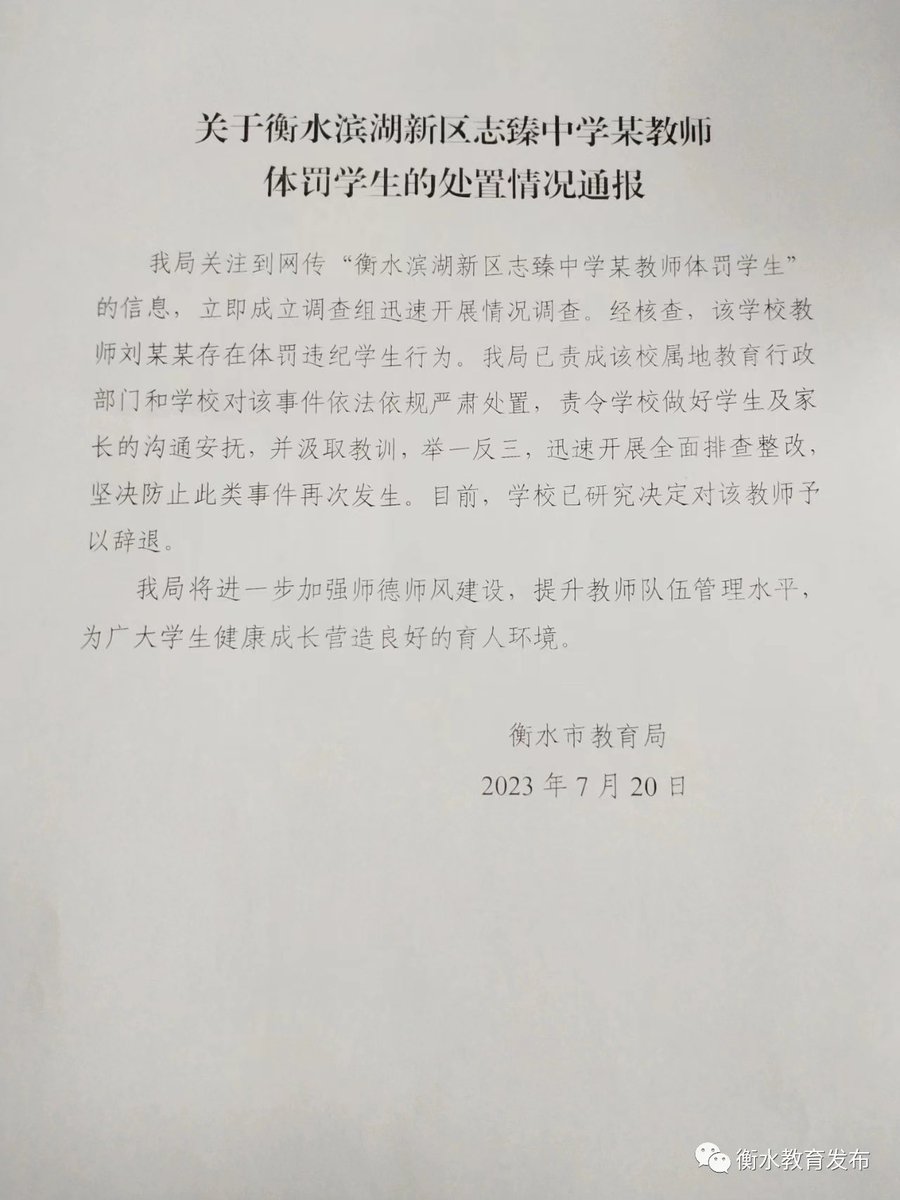 关于衡水滨湖新区志臻中学某教师
体罚学生的处置情况通报
我局关注到网传“衡水滨湖新区志臻中学某教师体罚学生”
的信息，立即成立调查组迅速开展情况调查。经核查，该学校教
师刘某某存在体罚违纪学生行为。我局已责成该校属地教育行政
部门和学校对该事件依法依规严肃处置，责令学校做好学生及家
长的沟通安抚，并汲取教训，举一反三，迅速开展全面排查整改，
坚决防止此类事件再次发生。目前，学校已研究决定对该教师予
以辞退。
我局将进一步加强师德师风建设，提升教师队伍管理水平，
为广大学生健康成长营造良好的育人环境。
衡水市教育局
2023年7月20日
衡水教育发布